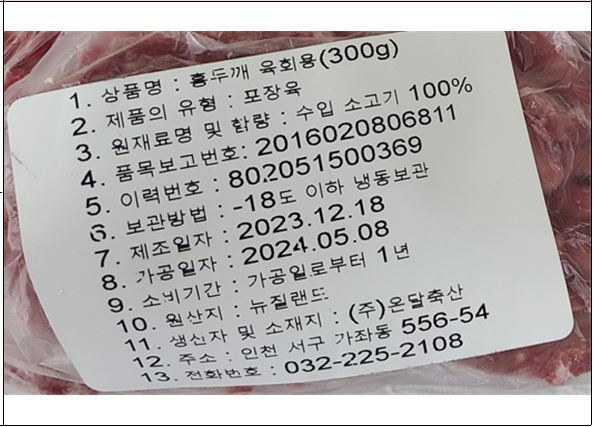 1. 상품명 : 홍두깨 육회용(300g)
2. 제품의 유형 : 포장육
3. 원재료명 및 함량 : 수입 소고기 100%
4. 품목보고번호: 2016020806811
5. 이력번호 : 802051500369
6. 보관방법 : -18도 이하 냉동보관
7. 제조일자 : 2023.12.18
8. 가공일자 : 2024.05.08
9. 소비기간 : 가공일로부터 1년
10. 원산지 : 뉴질랜드
11. 생산자 및 소재지 : (주)온달축산
12. 주소 : 인천 서구 가좌동 556-54
13. 전화번호 : 032-225-2108